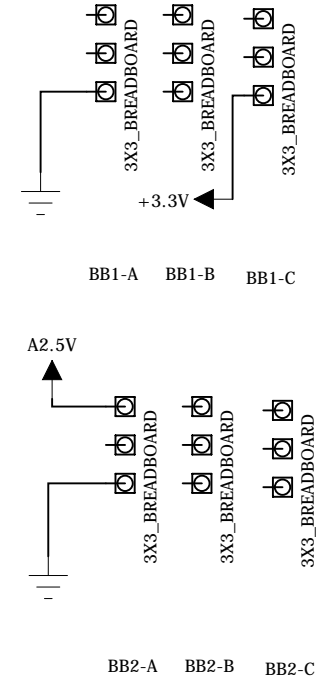 3X3_BREADBOARD
3X3_BREADBOARD
3X3_BREADBOARD
+3.3V
BB1-A
BB1-B
BB1-C
A2.5V
3X3_BREADBOARD
3X3_BREADBOARD
3X3_BREADBOARD
BB2-A
BB2-B
BB2-C